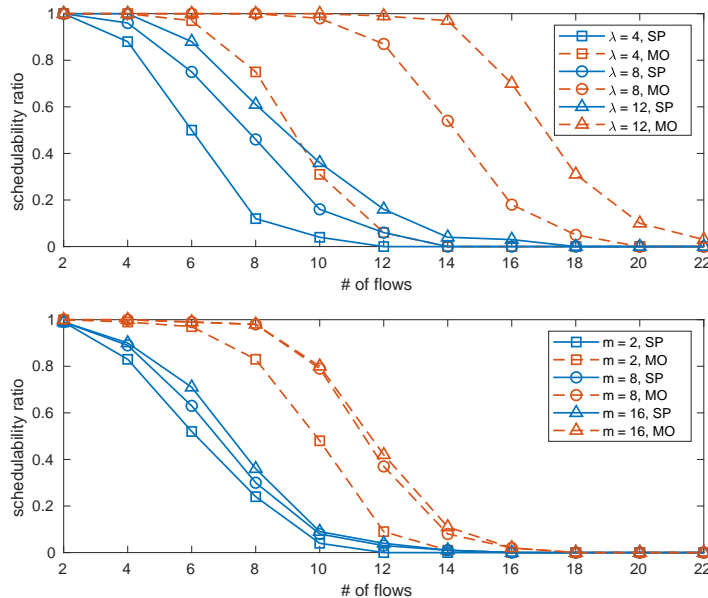 1
0.8
0.6
0.4
0.2
0
schedulability ratio
2 4 6 8 10 12 14 16 18 20 22
# of flows
λ = 4, SP
λ = 4, MO
λ = 8, SP
λ = 8, MO
λ = 12, SP
λ = 12, MO
1
0.8
0.6
0.4
0.2
0
schedulability ratio
2 4 6 8 10 12 14 16 18 20 22
# of flows
m = 2, SP
m = 2, MO
m = 8, SP
m = 8, MO
m = 16, SP
m = 16, MO